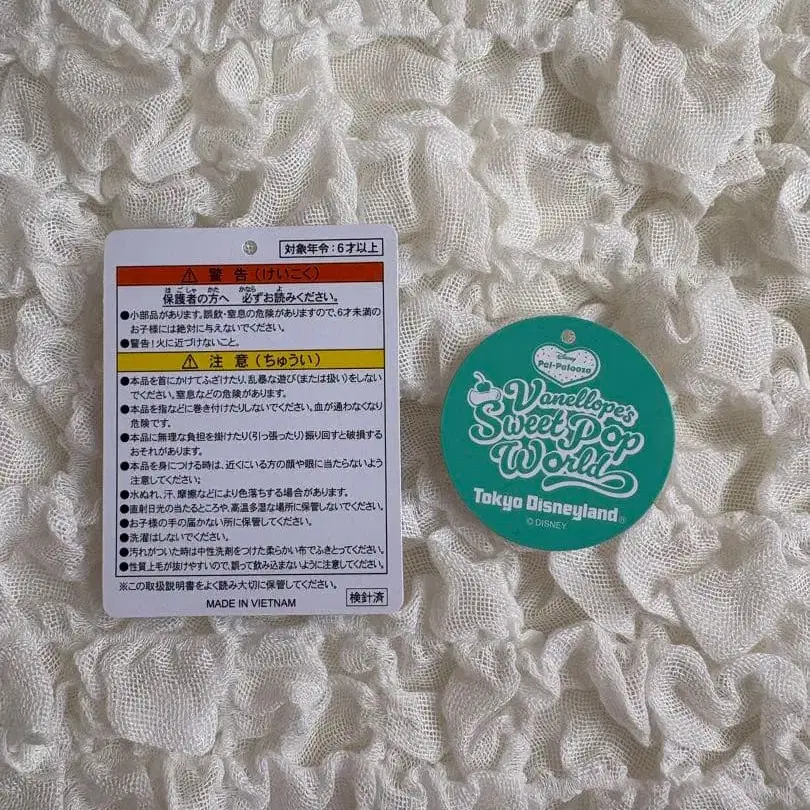 対象年令：6才以上
⚠ 警告（けいこく）
保護者の方へ 必ずお読みください。
●小部品があります。誤飲・窒息の危険がありますので、6才未満の
お子様には絶対に与えないでください。
●警告！火に近づけないこと。
⚠ 注意（ちゅうい）
●本品を首にかけてふざけたり、乱暴な遊び(または扱い)をしない
でください。窒息などの危険があります。
●本品を指などに巻き付けたりしないでください。血が通わなくなり
危険です。
●本品に無理な負担を掛けたり(引っ張ったり)振り回すと破損する
おそれがあります。
●本品を身につける時は、近くにいる方の顔や眼に当たらないよう
注意してください。
●水ぬれ、汗、摩擦などにより色落ちする場合があります。
●直射日光の当たるところや、高温多湿な場所に保管しないでください。
●お子様の手の届かない所に保管してください。
●洗濯はしないでください。
●汚れがついた時は中性洗剤をつけた柔らかい布でふきとってください。
●性質上毛が抜けやすいので、誤って飲み込まないように注意してください。
※この取扱説明書をよく読み大切に保管してください。
MADE IN VIETNAM
検針済
Disney
Pal-Palooza
Vanellope's
Sweet Pop
World
Tokyo Disneyland®
© DISNEY